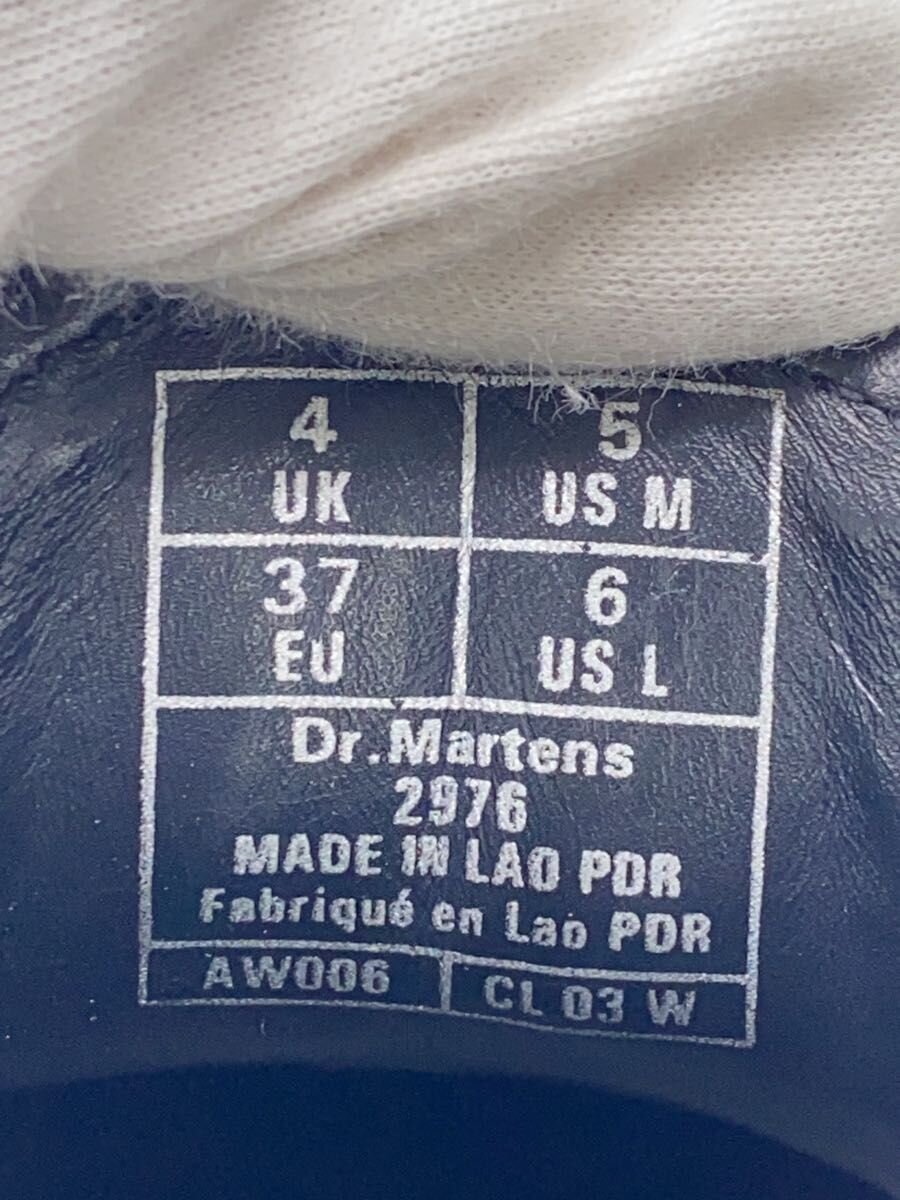 4 5
UK US M
37 6
EU US L
Dr.Martens
2976
MADE IN LAO PDR
Fabriqué en Lao PDR
AW006 CL 03 W